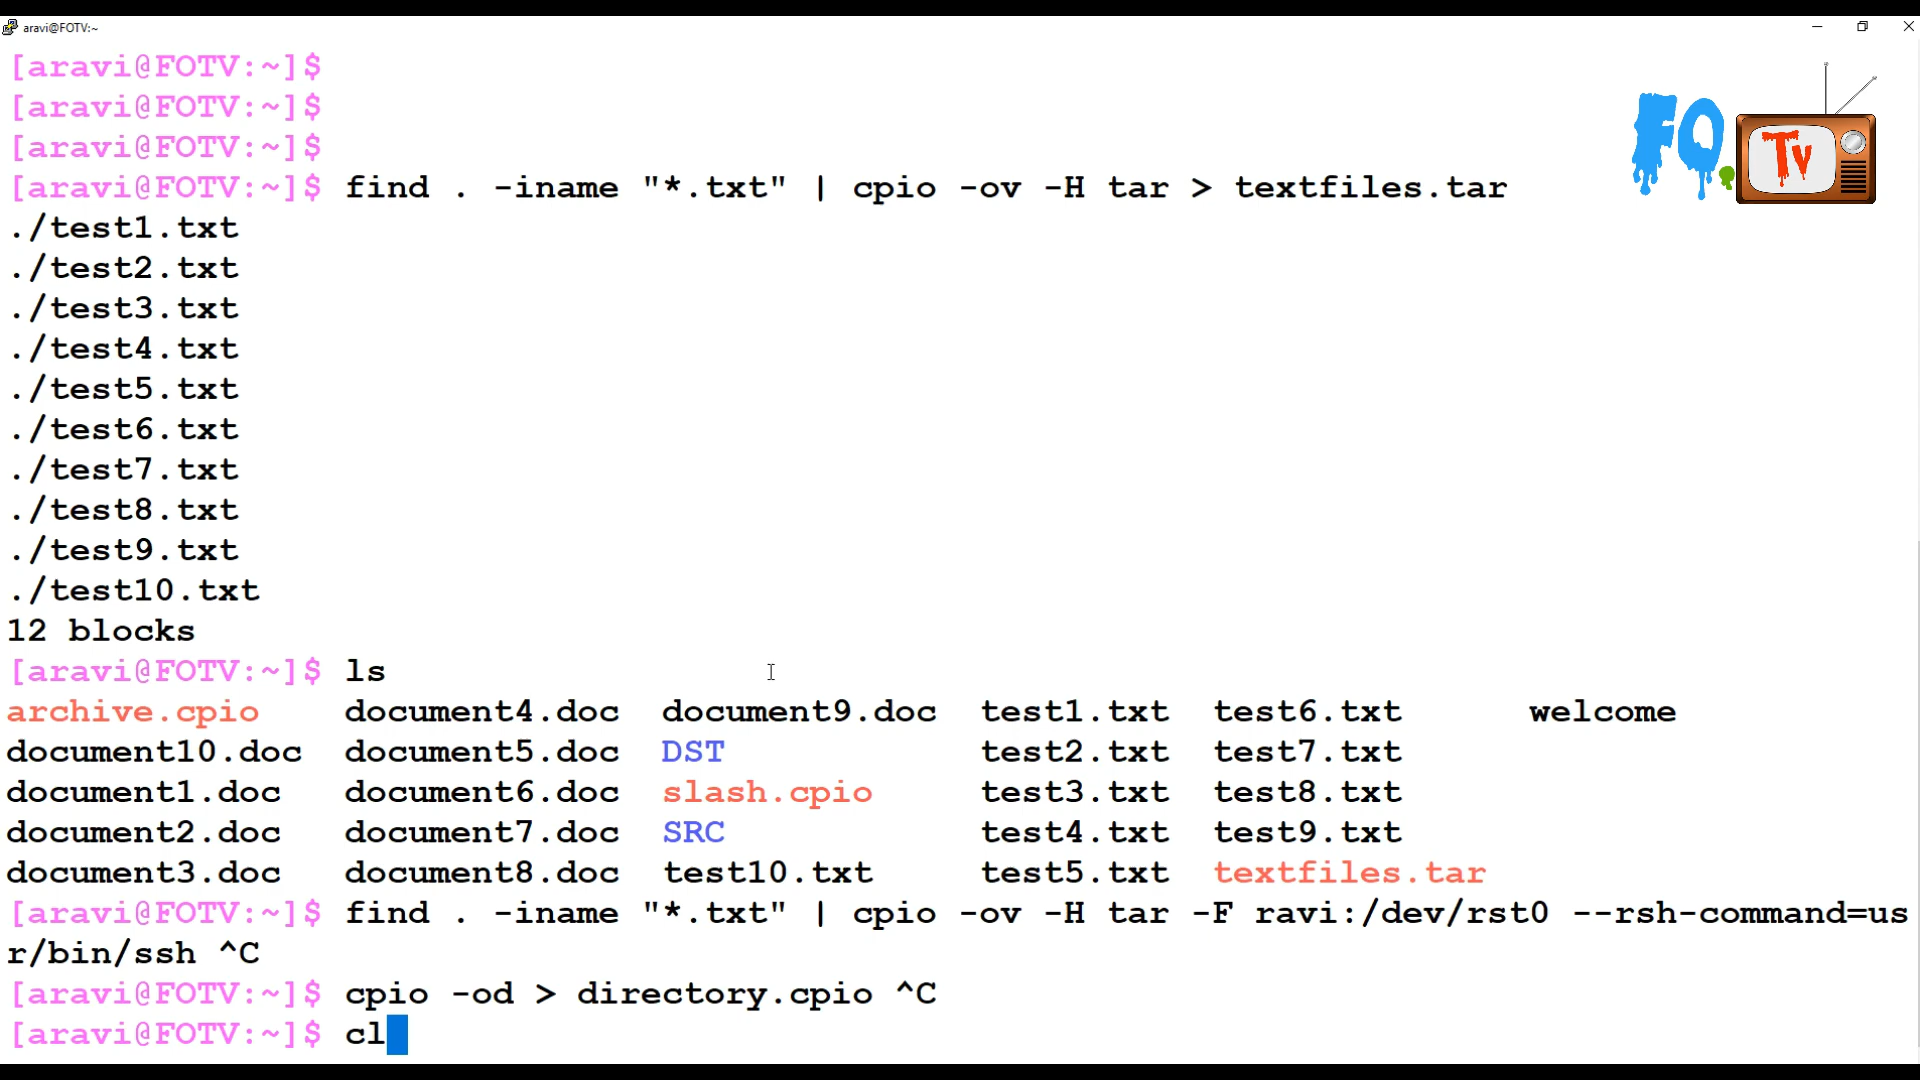 aravi@FOTV:~
[aravi@FOTV:~]$
[aravi@FOTV:~]$
[aravi@FOTV:~]$
[aravi@FOTV:~]$ find . -iname "*.txt" | cpio -ov -H tar > textfiles.tar
./test1.txt
./test2.txt
./test3.txt
./test4.txt
./test5.txt
./test6.txt
./test7.txt
./test8.txt
./test9.txt
./test10.txt
12 blocks
[aravi@FOTV:~]$ ls
archive.cpio document4.doc document9.doc test1.txt test6.txt welcome
document10.doc document5.doc DST test2.txt test7.txt
document1.doc document6.doc slash.cpio test3.txt test8.txt
document2.doc document7.doc SRC test4.txt test9.txt
document3.doc document8.doc test10.txt test5.txt textfiles.tar
[aravi@FOTV:~]$ find . -iname "*.txt" | cpio -ov -H tar -F ravi:/dev/rst0 --rsh-command=us
r/bin/ssh ^C
[aravi@FOTV:~]$ cpio -od > directory.cpio ^C
[aravi@FOTV:~]$ cl
FO.
Tv